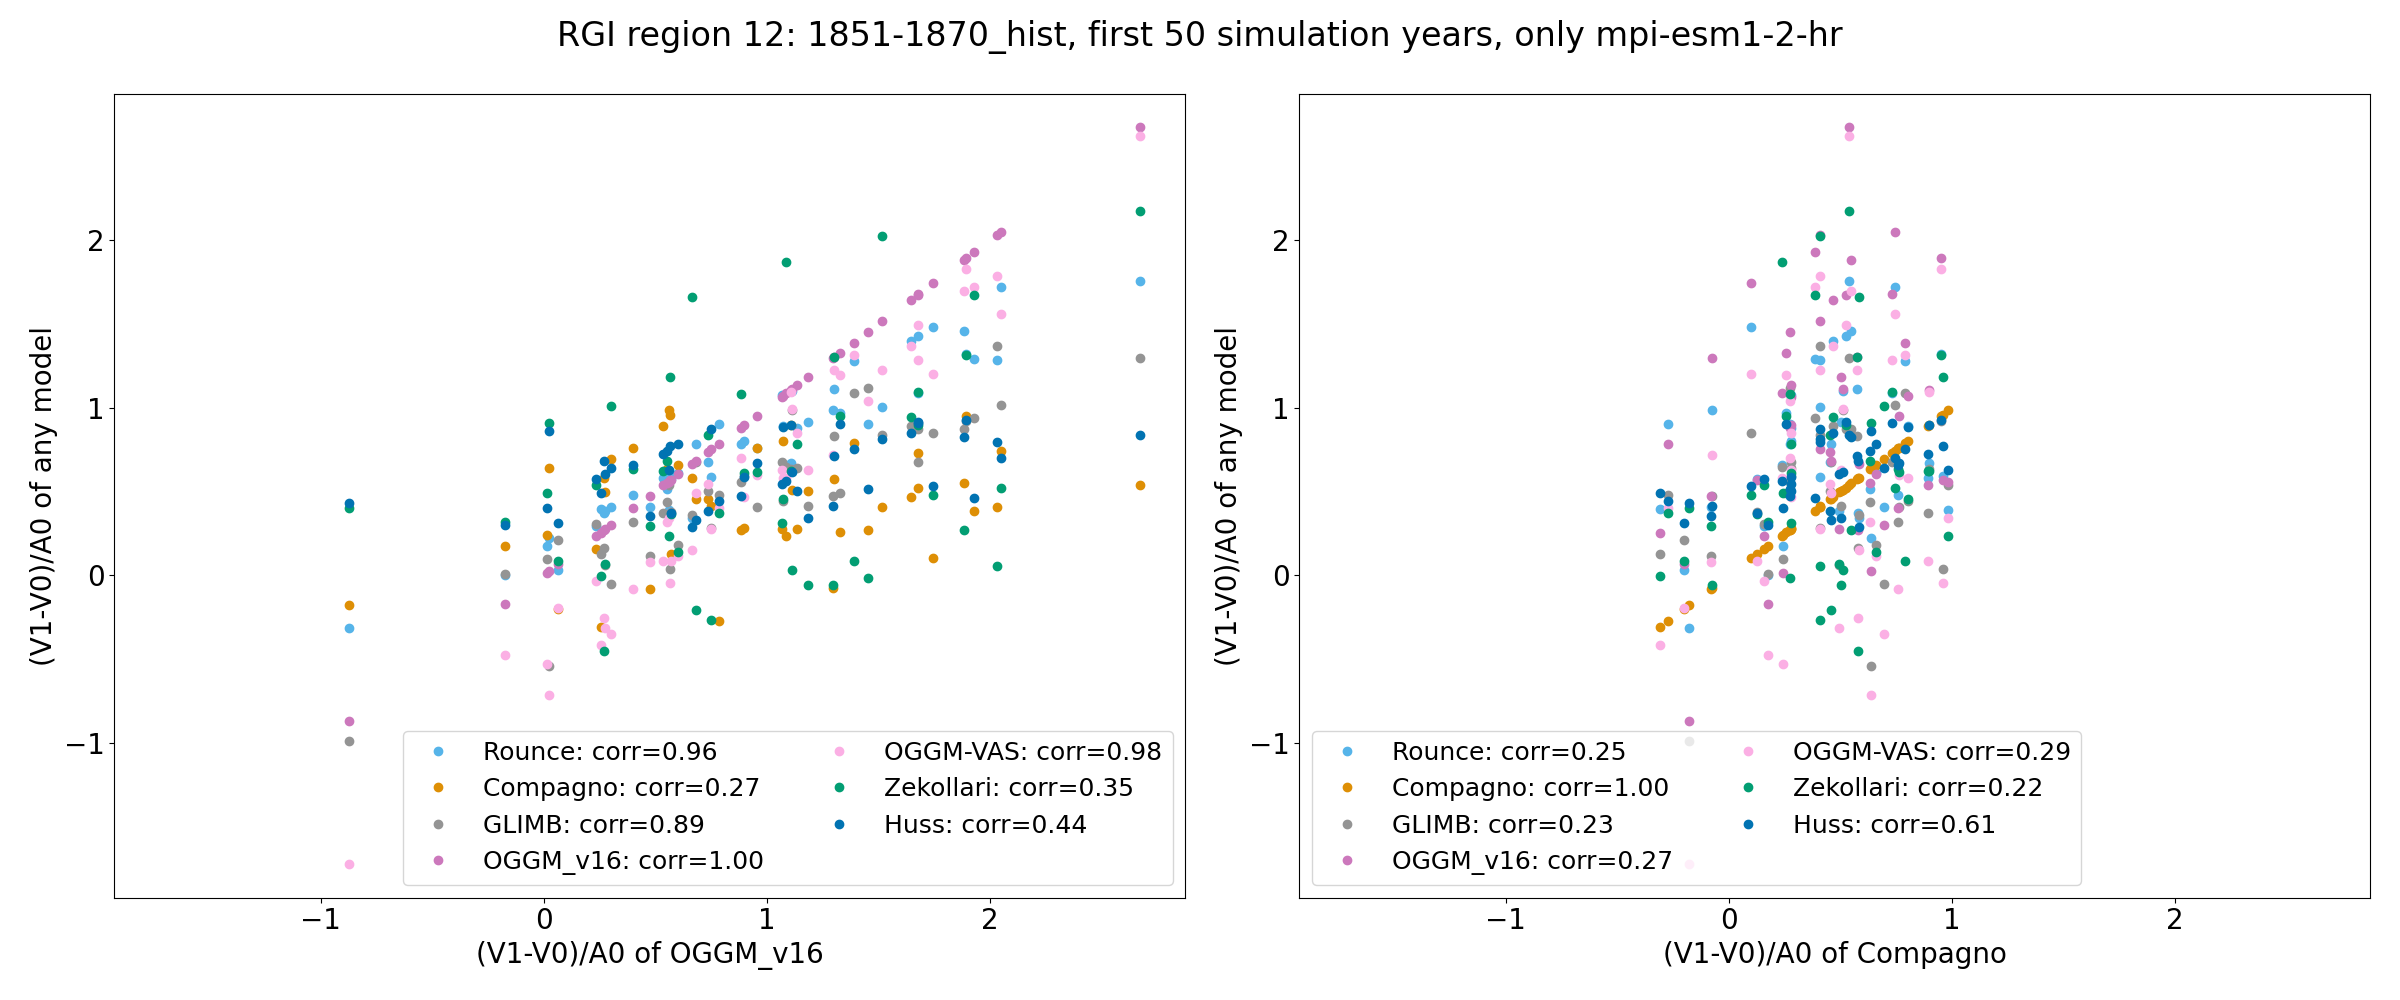 RGI region 12: 1851-1870_hist, first 50 simulation years, only mpi-esm1-2-hr
(V1-V0)/A0 of any model
2
1
0
−1
Rounce: corr=0.96
Compagno: corr=0.27
GLIMB: corr=0.89
OGGM_v16: corr=1.00
OGGM-VAS: corr=0.98
Zekollari: corr=0.35
Huss: corr=0.44
−1
0
1
2
(V1-V0)/A0 of OGGM_v16
(V1-V0)/A0 of any model
2
1
0
−1
Rounce: corr=0.25
Compagno: corr=1.00
GLIMB: corr=0.23
OGGM_v16: corr=0.27
OGGM-VAS: corr=0.29
Zekollari: corr=0.22
Huss: corr=0.61
−1
0
1
2
(V1-V0)/A0 of Compagno